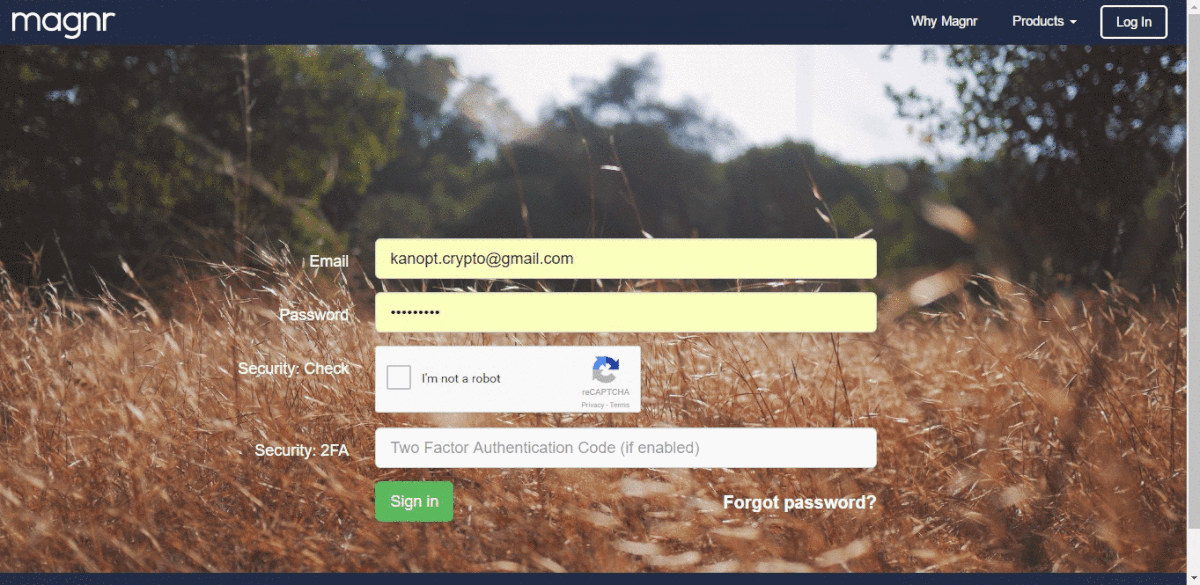 magnr
Why Magnr
Products
Log In
Email
kanopt.crypto@gmail.com
Password
•••••••••
Security: Check
I'm not a robot
reCAPTCHA
Privacy - Terms
Security: 2FA
Two Factor Authentication Code (if enabled)
Sign in
Forgot password?